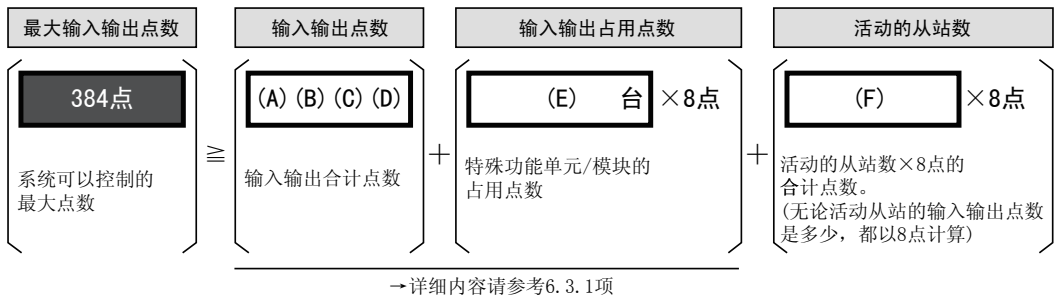 最大输入输出点数
输入输出点数
输入输出占用点数
活动的从站数
384点
≧
(A)(B)(C)(D)
+
(E) 台 ×8点
+
(F) ×8点
系统可以控制的
最大点数
输入输出合计点数
特殊功能单元/模块的
占用点数
活动的从站数×8点的
合计点数。
(无论活动从站的输入输出点数
是多少，都以8点计算)
→详细内容请参考6.3.1项